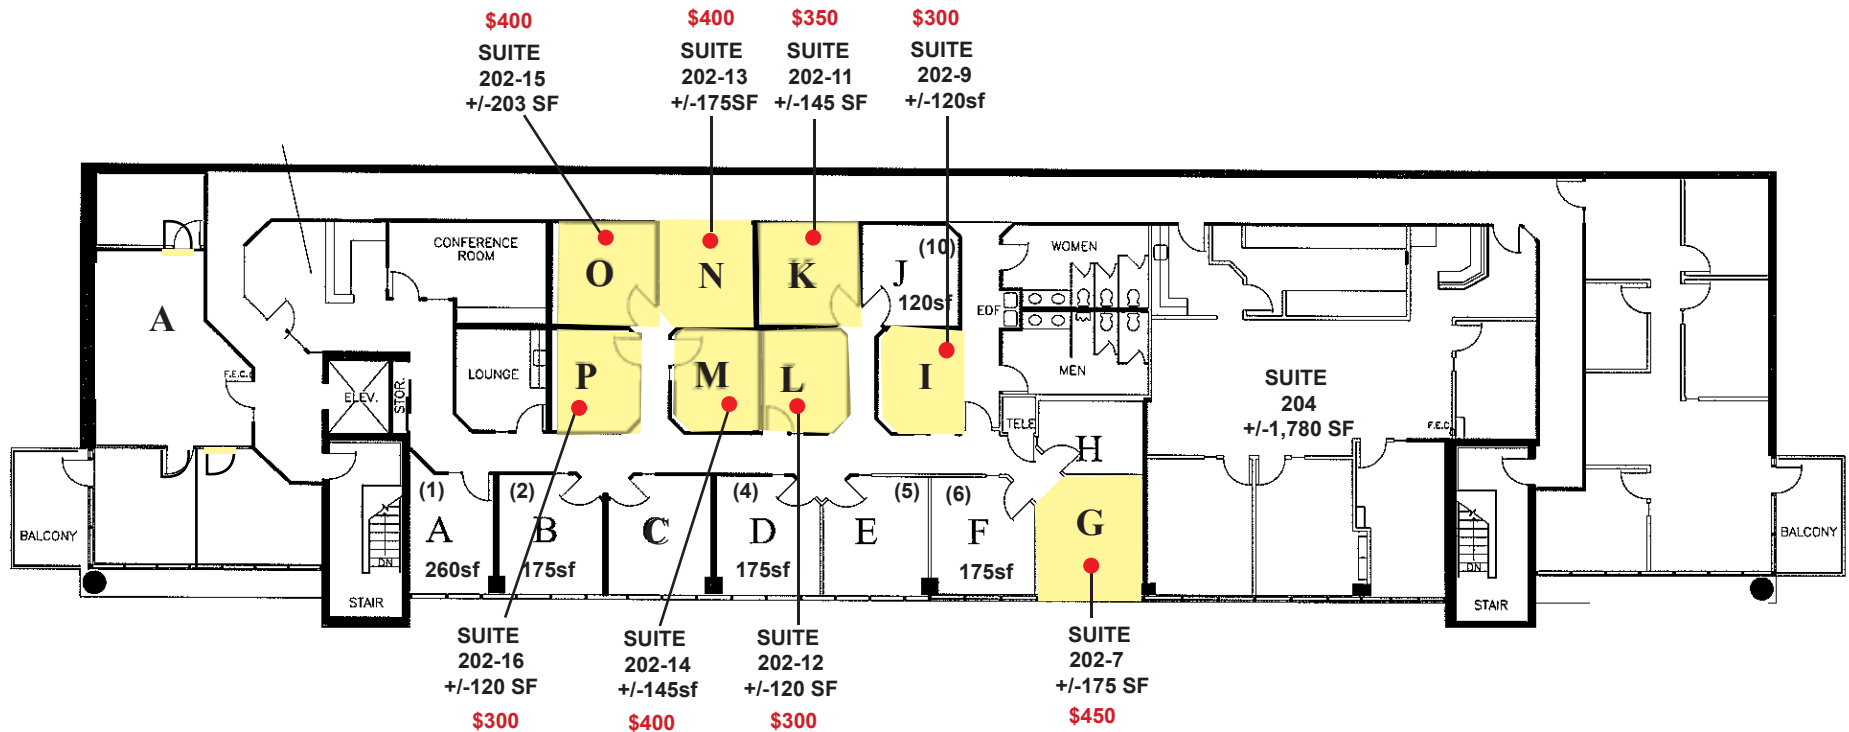 $400
SUITE
202-15
+/-203 SF
$400
SUITE
202-13
+/-175SF
$350
SUITE
202-11
+/-145 SF
$300
SUITE
202-9
+/-120sf
CONFERENCE
ROOM
O
N
K
J
(10)
120sf
WOMEN
EDF
MEN
A
F.E.C.
ELEV.
STOR.
LOUNGE
P
M
L
I
TELE
H
SUITE
204
+/-1,780 SF
F.E.C.
BALCONY
DN
STAIR
(1)
A
260sf
(2)
B
175sf
C
(4)
D
175sf
E
(5)
(6)
F
175sf
G
DN
STAIR
BALCONY
SUITE
202-16
+/-120 SF
$300
SUITE
202-14
+/-145sf
$400
SUITE
202-12
+/-120 SF
$300
SUITE
202-7
+/-175 SF
$450